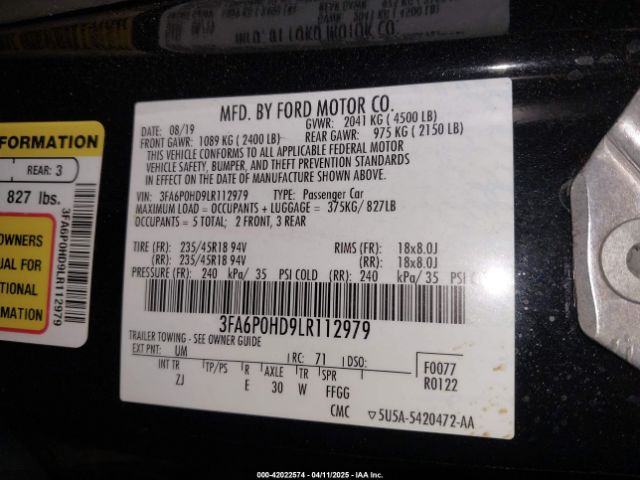 MFD. BY FORD MOTOR CO.
DATE: 08/19 GVWR: 2041 KG ( 4500 LB)
FRONT GAWR: 1089 KG ( 2400 LB) REAR GAWR: 975 KG ( 2150 LB)
THIS VEHICLE CONFORMS TO ALL APPLICABLE FEDERAL MOTOR
VEHICLE SAFETY, BUMPER, AND THEFT PREVENTION STANDARDS
IN EFFECT ON THE DATE OF MANUFACTURE SHOWN ABOVE.
VIN: 3FA6P0HD9LR112979 TYPE: Passenger Car
MAXIMUM LOAD = OCCUPANTS + LUGGAGE = 375KG/ 827LB
OCCUPANTS = 5 TOTAL; 2 FRONT, 3 REAR
TIRE (FR): 235/45R18 94V RIMS (FR): 18x8.0J
(RR): 235/45R18 94V (RR): 18x8.0J
PRESSURE (FR): 240 kPa/ 35 PSI COLD (RR): 240 kPa/ 35 PSI
3FA6P0HD9LR112979
TRAILER TOWING - SEE OWNER GUIDE
EXT PNT: UM RC: 71 DSO:
INT TR TP/PS R AXLE TR SPR
ZJ E 30 W FFGG
F0077
R0122
CMC ▽5U5A-5420472-AA
FORMATION
REAR: 3
827 lbs.
OWNERS
UAL FOR
TIONAL
MATION
3FA6P0HD9LR112979
000-42022574 04/11/2025 IAA Inc.